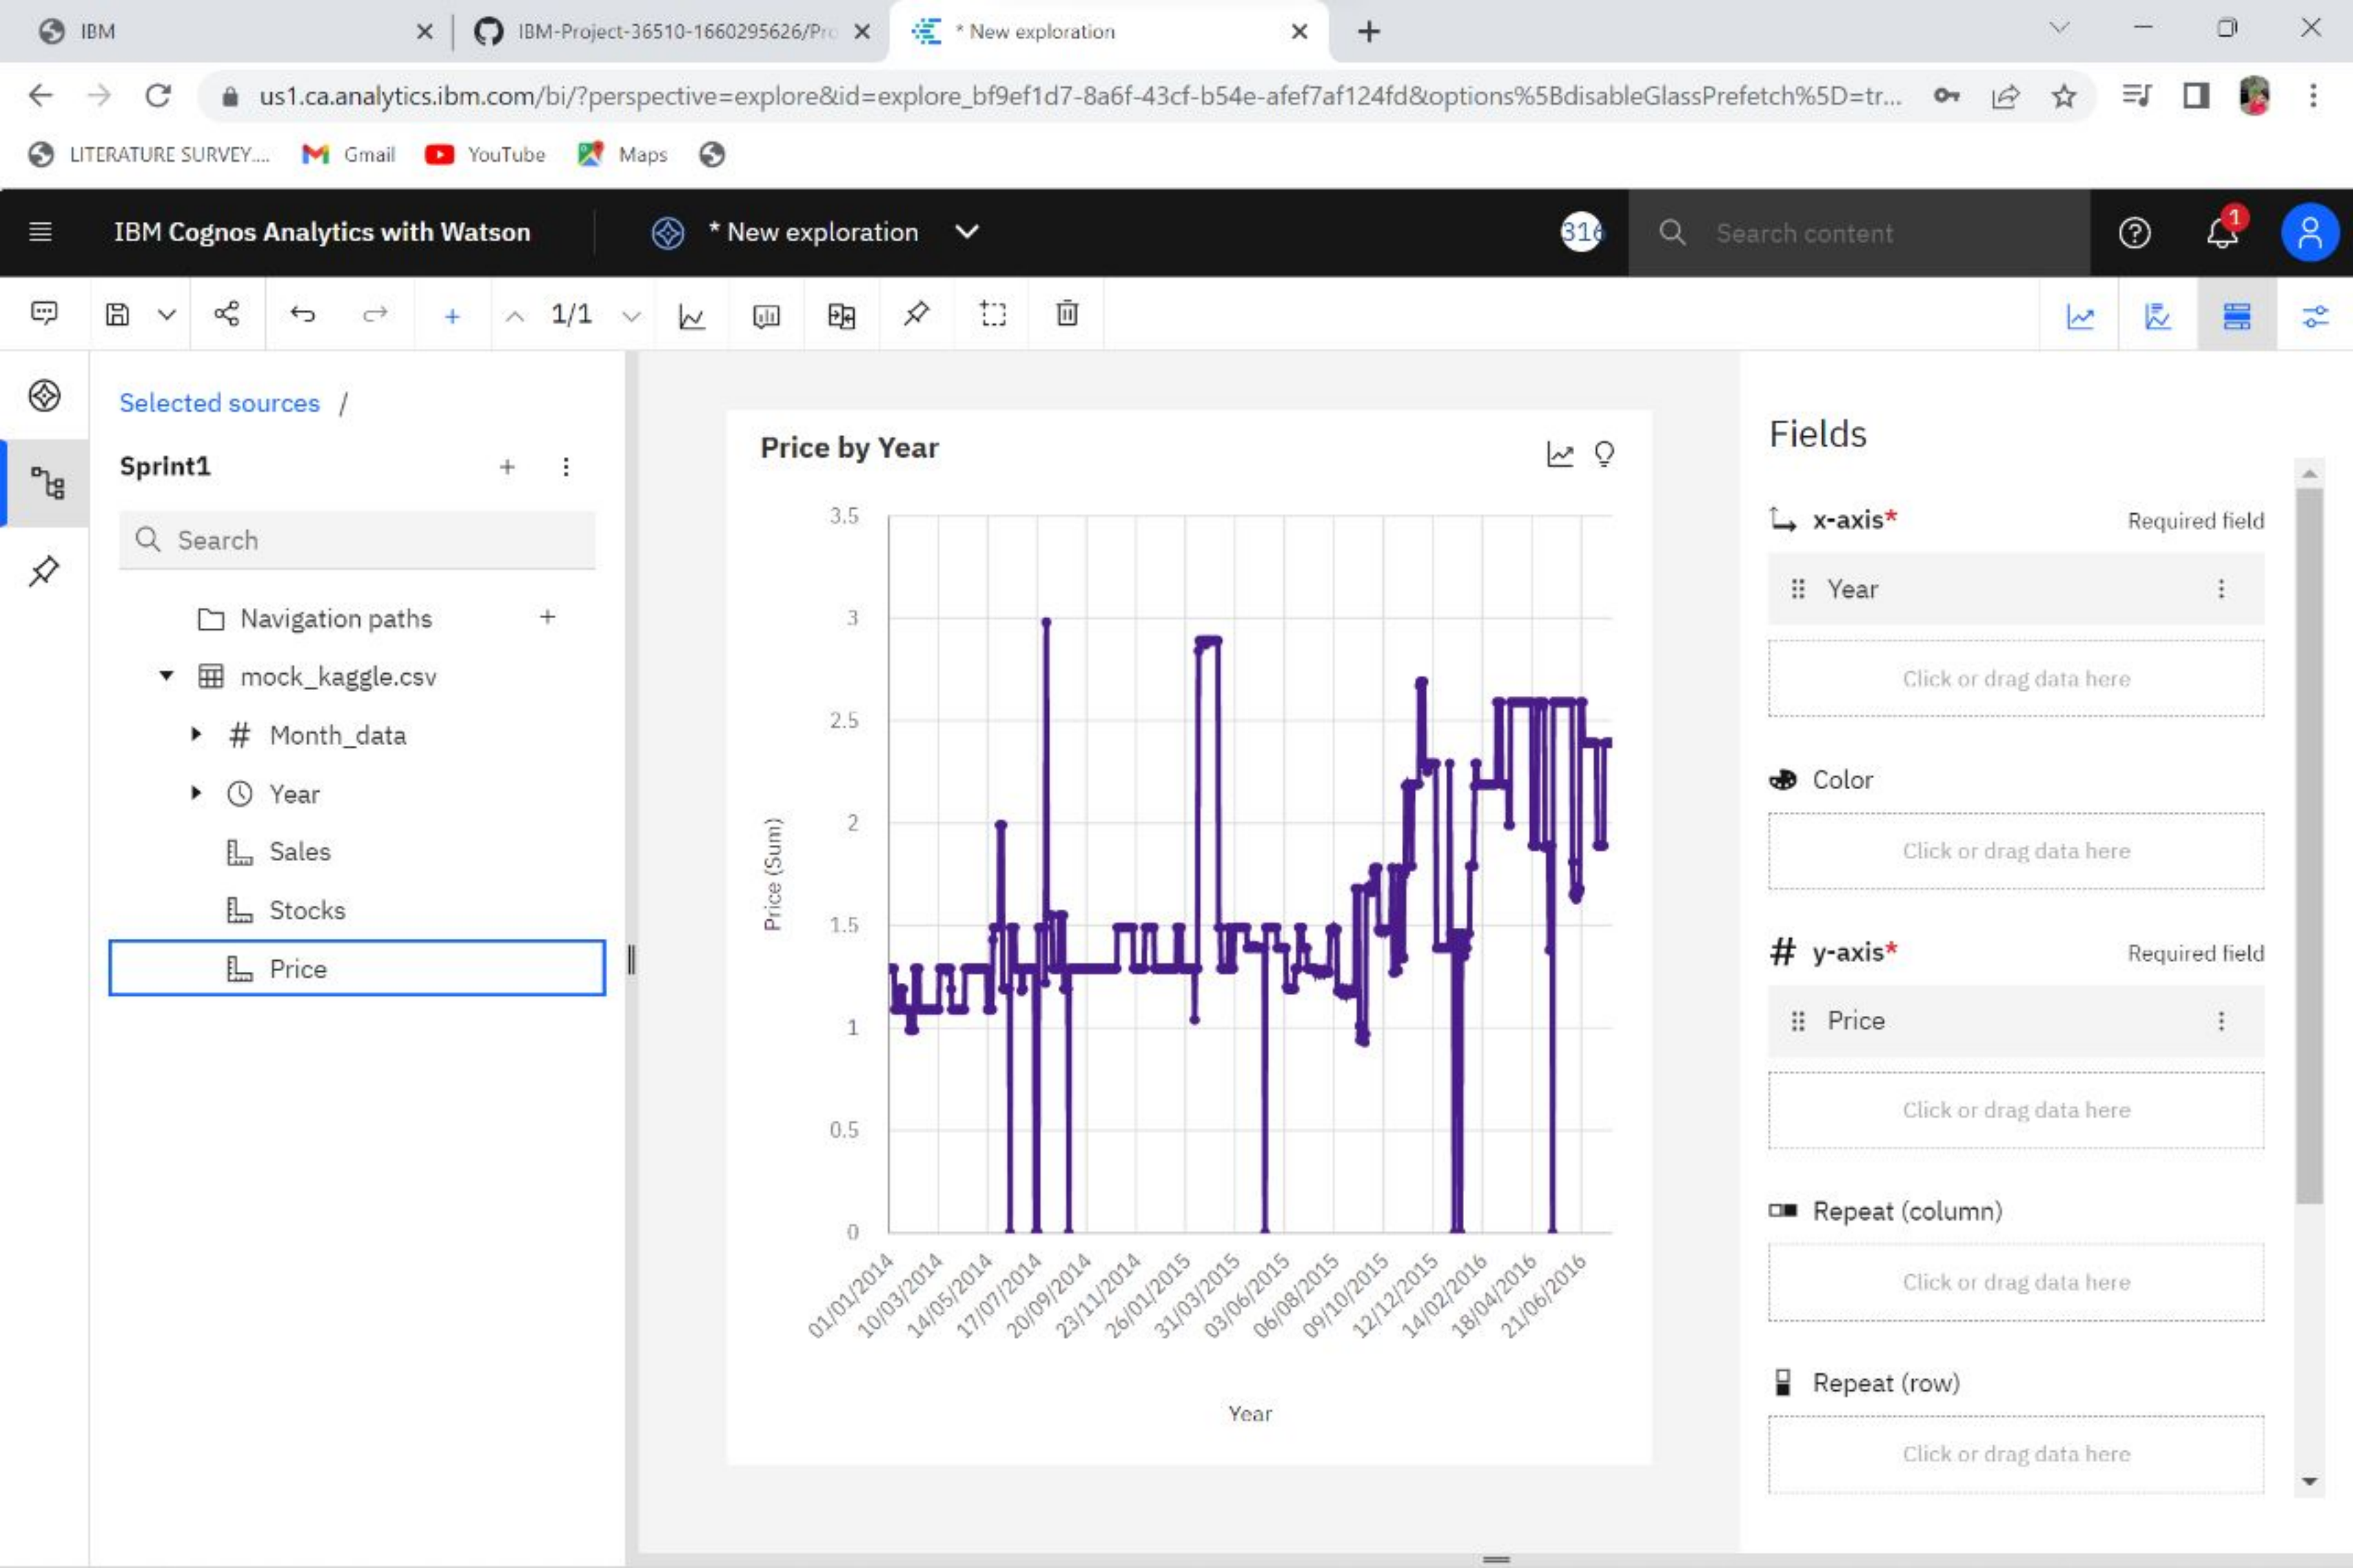 IBM
IBM-Project-36510-1660295626/Pro
* New exploration
us1.ca.analytics.ibm.com/bi/?perspective=explore&id=explore_bf9ef1d7-8a6f-43cf-b54e-afef7af124fd&options%5BdisableGlassPrefetch%5D=tr...
LITERATURE SURVEY....
Gmail
YouTube
Maps
IBM Cognos Analytics with Watson
* New exploration
316
Search content
1
1/1
Selected sources /
Sprint1
Search
Navigation paths
mock_kaggle.csv
Month_data
Year
Sales
Stocks
Price
Price by Year
3.5
3
2.5
2
1.5
1
0.5
0
Price (Sum)
01/01/2014
10/03/2014
14/05/2014
17/07/2014
20/09/2014
23/11/2014
26/01/2015
31/03/2015
03/06/2015
06/08/2015
09/10/2015
12/12/2015
14/02/2016
18/04/2016
21/06/2016
Year
Fields
x-axis* Required field
Year
Click or drag data here
Color
Click or drag data here
# y-axis* Required field
Price
Click or drag data here
Repeat (column)
Click or drag data here
Repeat (row)
Click or drag data here